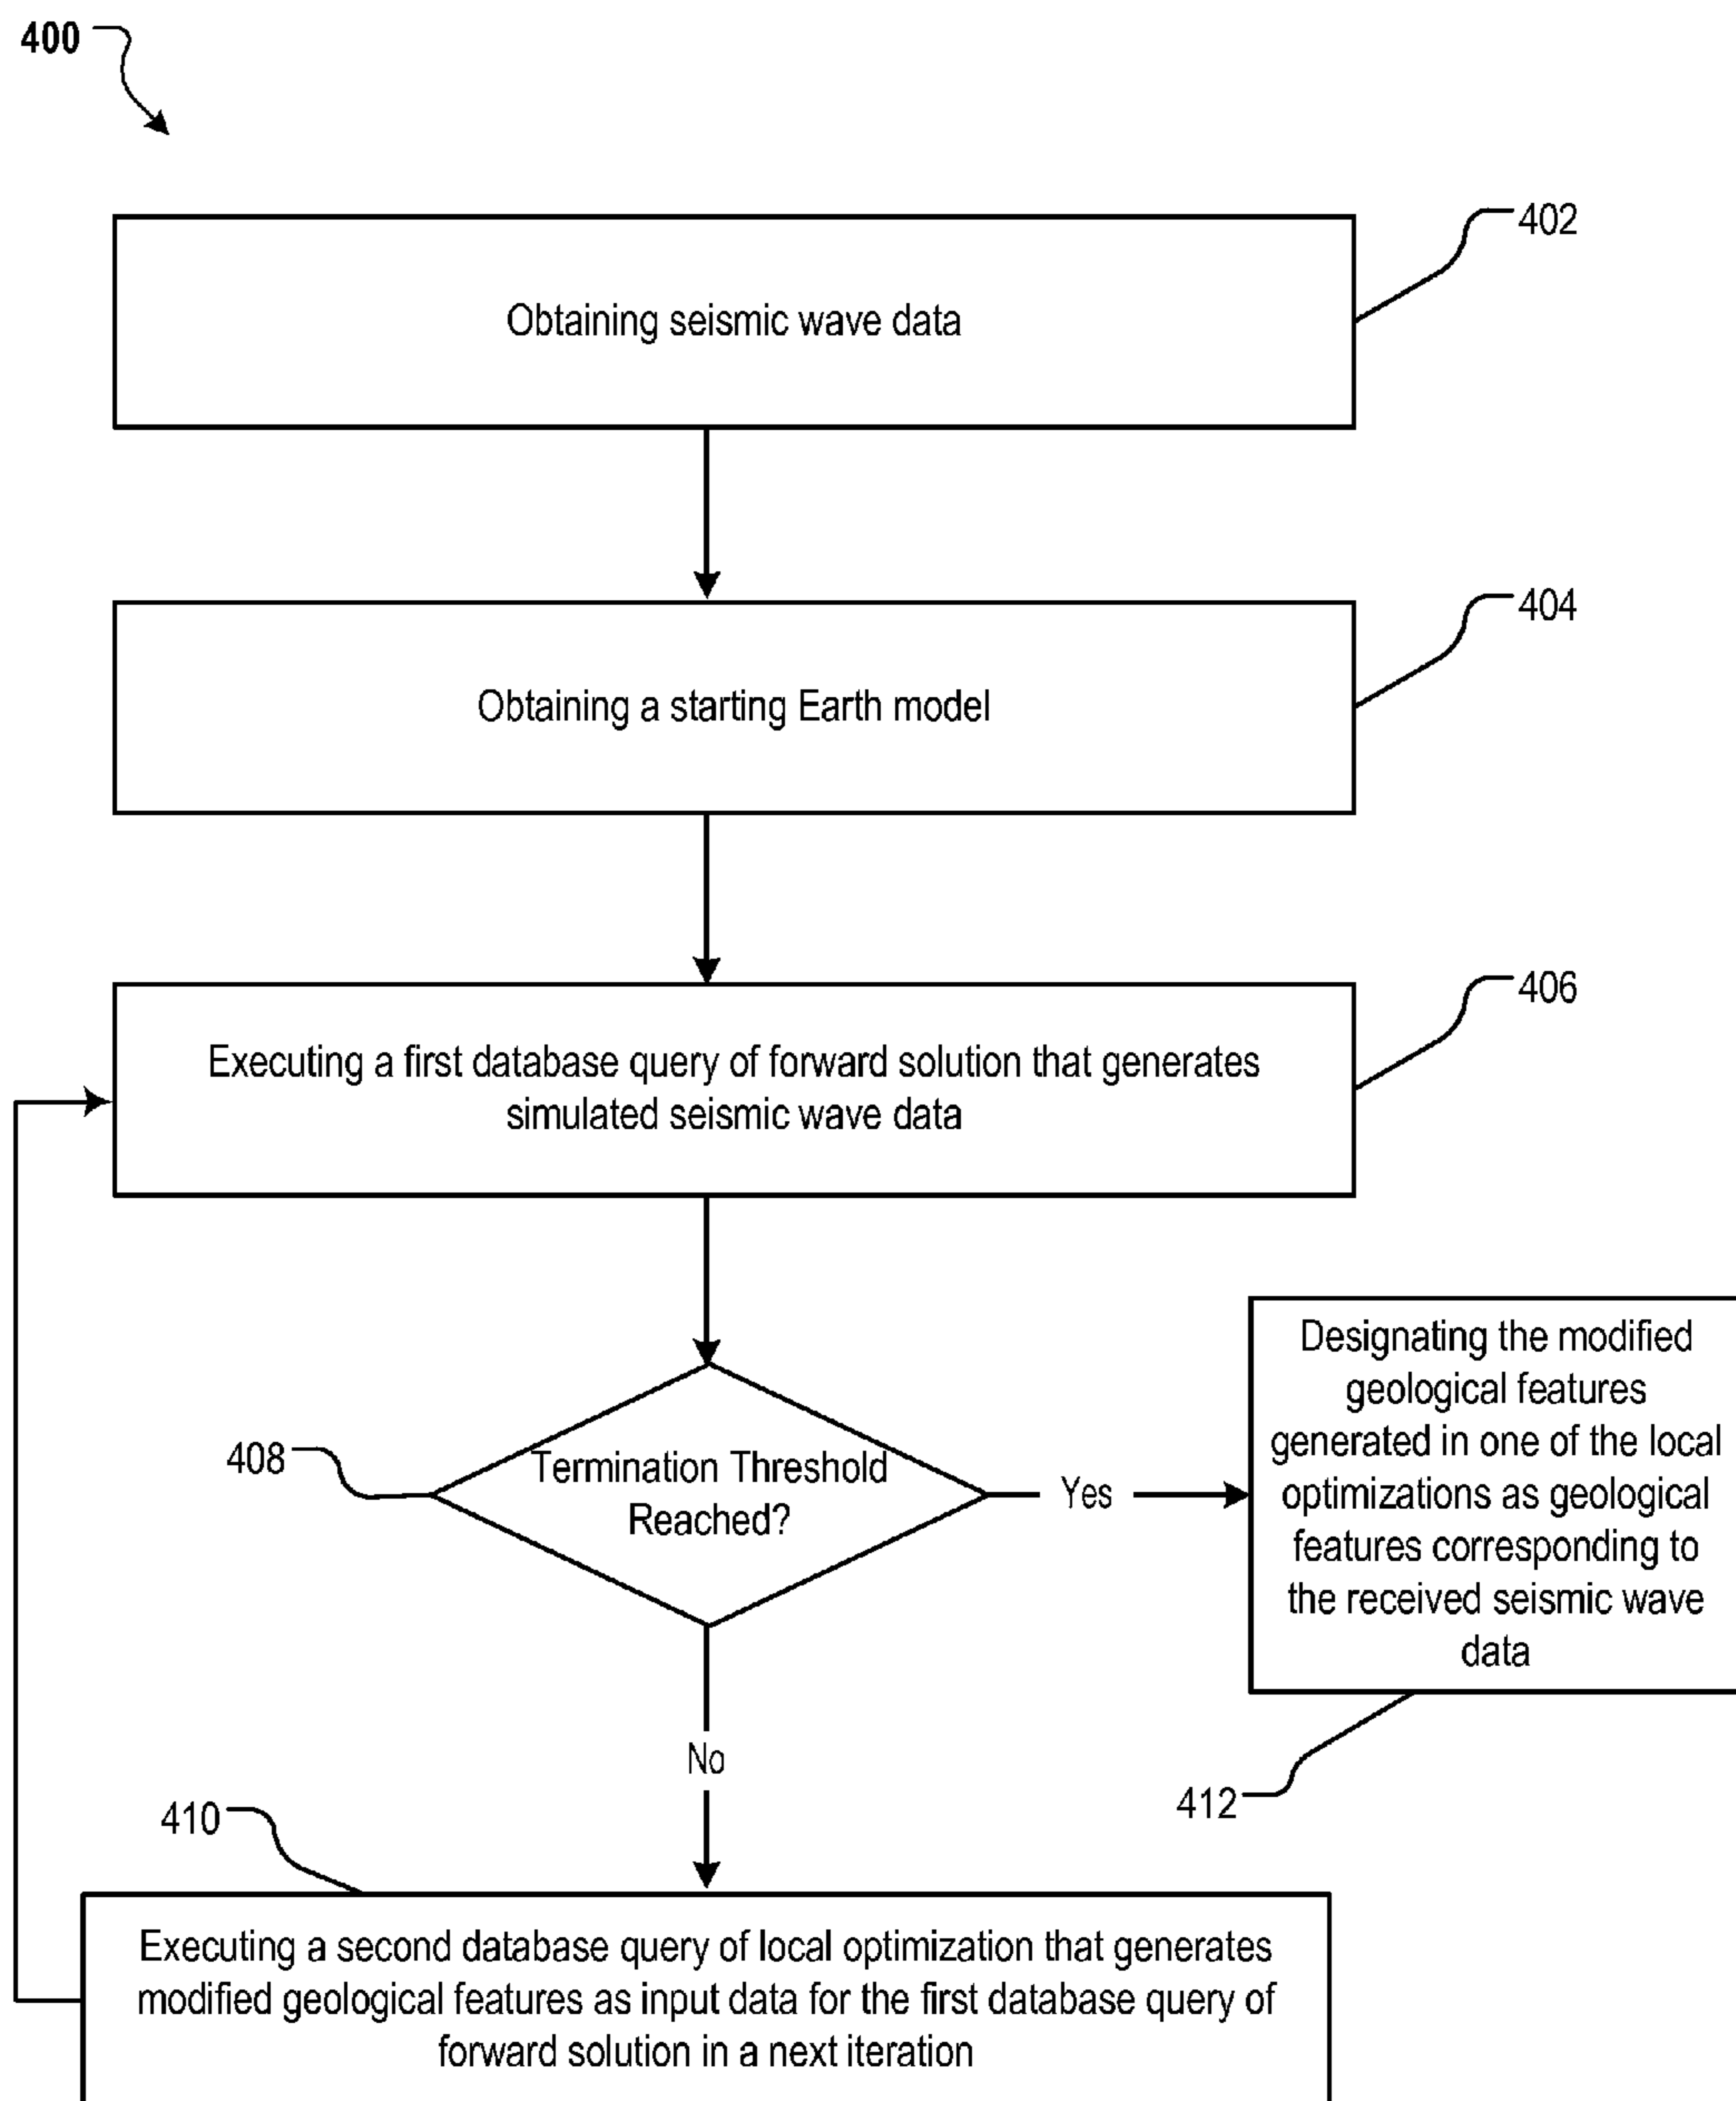 400
402
Obtaining seismic wave data
404
Obtaining a starting Earth model
406
Executing a first database query of forward solution that generates
simulated seismic wave data
408
Termination Threshold
Reached?
Yes
Designating the modified
geological features
generated in one of the local
optimizations as geological
features corresponding to
the received seismic wave
data
412
No
410
Executing a second database query of local optimization that generates
modified geological features as input data for the first database query of
forward solution in a next iteration